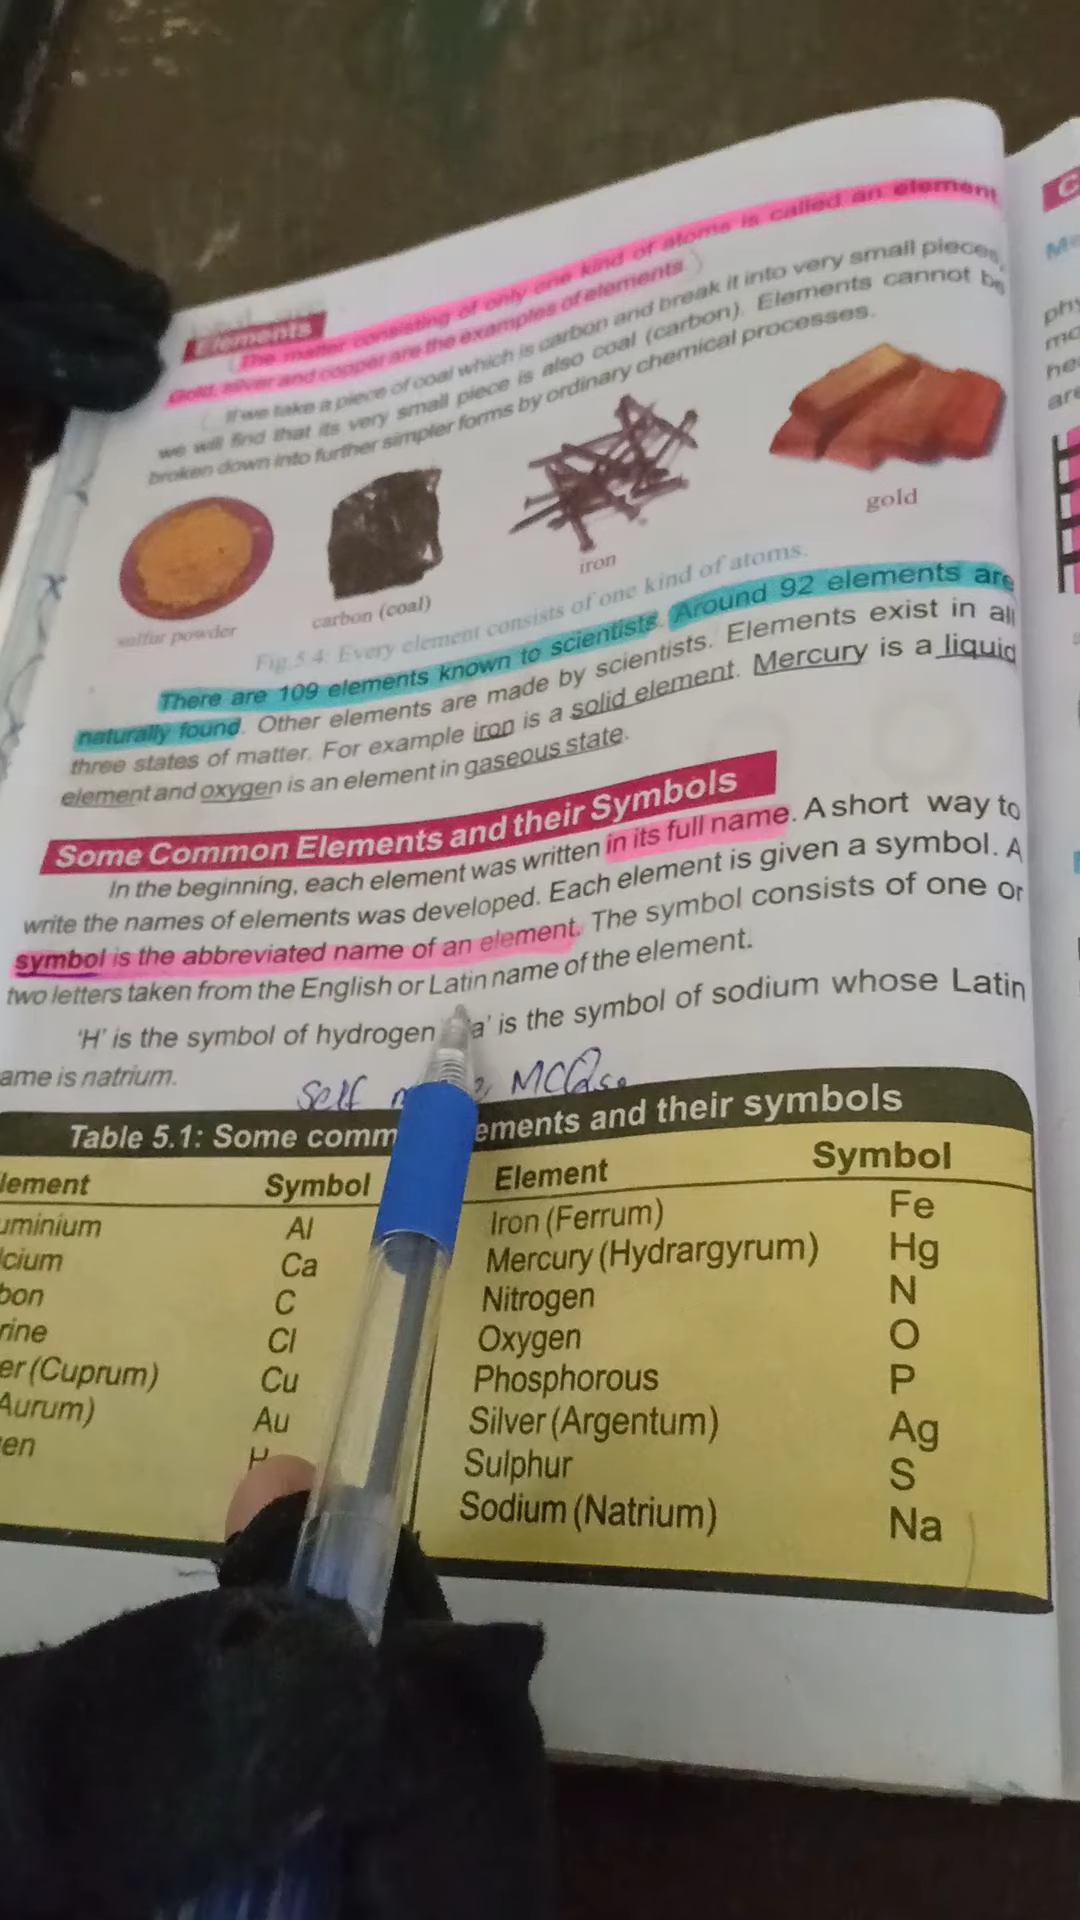 Elements
The matter consisting of only one kind of atoms is called an element
Gold, silver and copper are the examples of elements.
If we take a piece of coal which is carbon and break it into very small pieces,
we will find that its very small piece is also coal (carbon). Elements cannot be
broken down into further simpler forms by ordinary chemical processes.
sulfur powder
carbon (coal)
iron
gold
Fig.5.4: Every element consists of one kind of atoms.
There are 109 elements known to scientists. Around 92 elements are
naturally found. Other elements are made by scientists. Elements exist in all
three states of matter. For example iron is a solid element. Mercury is a liquid
element and oxygen is an element in gaseous state.
Some Common Elements and their Symbols
In the beginning, each element was written in its full name. A short way to
write the names of elements was developed. Each element is given a symbol. A
symbol is the abbreviated name of an element. The symbol consists of one or
two letters taken from the English or Latin name of the element.
'H' is the symbol of hydrogen a' is the symbol of sodium whose Latin
ame is natrium.
Self MCQs.
Table 5.1: Some comm ements and their symbols
lement Symbol Element Symbol
uminium Al Iron (Ferrum) Fe
lcium Ca Mercury (Hydrargyrum) Hg
bon C Nitrogen N
rine Cl Oxygen O
er (Cuprum) Cu Phosphorous P
Aurum) Au Silver (Argentum) Ag
en H Sulphur S
Sodium (Natrium) Na
C
Me
phy
mo
he
are